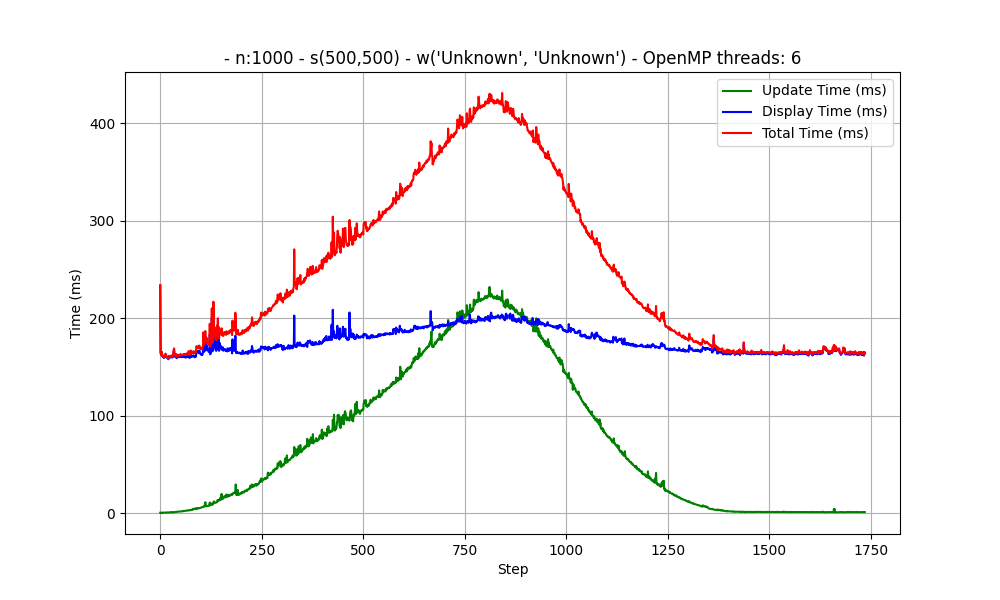 - n:1000 - s(500,500) - w('Unknown', 'Unknown') - OpenMP threads: 6
Update Time (ms)
Display Time (ms)
Total Time (ms)
Time (ms)
400
300
200
100
0
0 250 500 750 1000 1250 1500 1750
Step